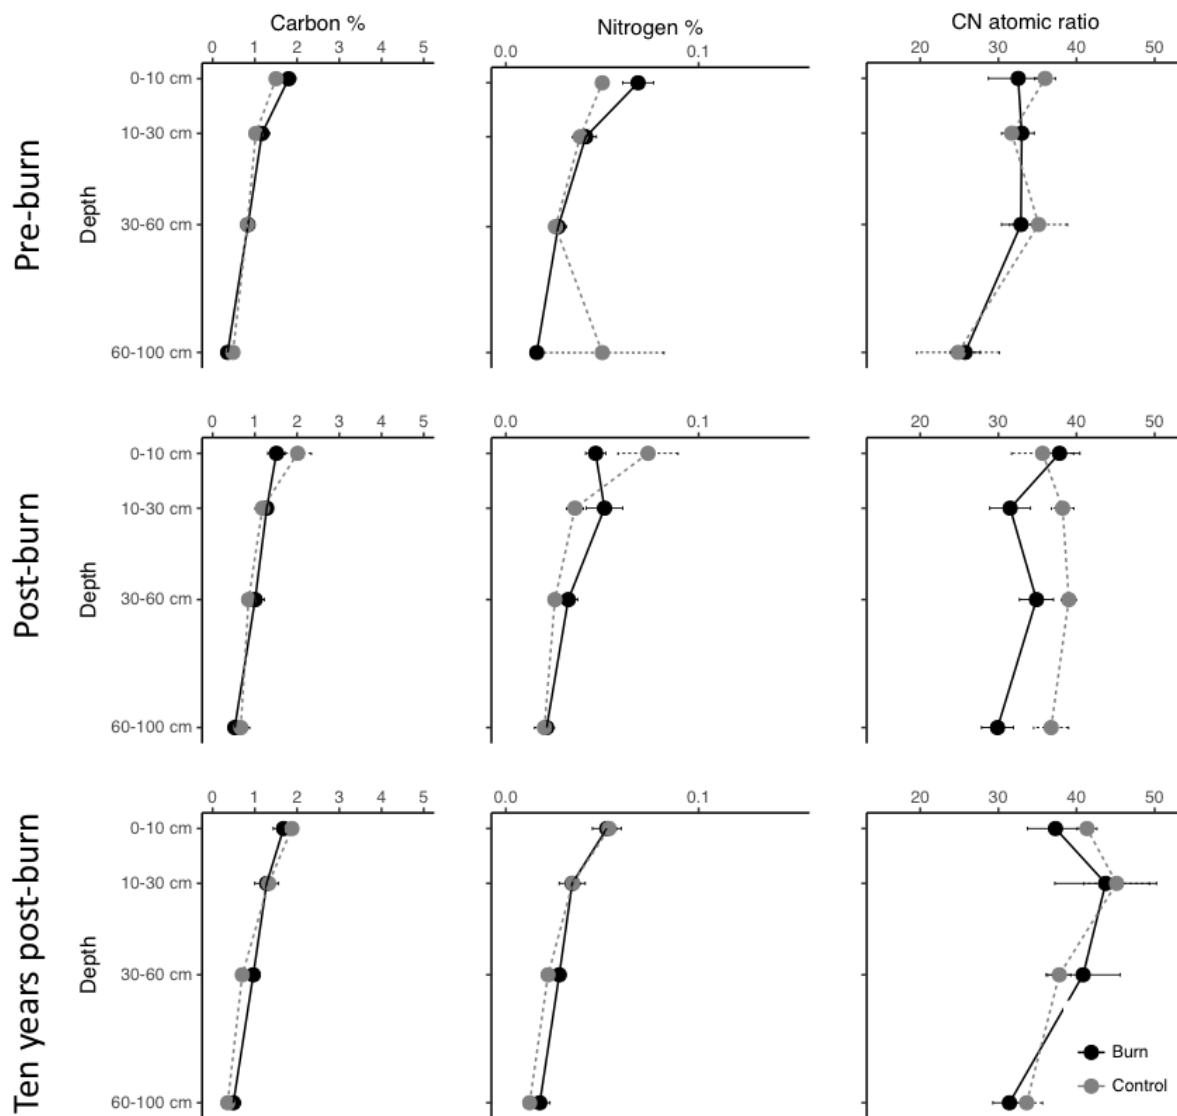 Carbon %
Nitrogen %
CN atomic ratio
0 1 2 3 4 5
0.0 0.1
20 30 40 50
Pre-burn
Depth
0-10 cm
10-30 cm
30-60 cm
60-100 cm
0 1 2 3 4 5
0.0 0.1
20 30 40 50
Post-burn
Depth
0-10 cm
10-30 cm
30-60 cm
60-100 cm
0 1 2 3 4 5
0.0 0.1
20 30 40 50
Ten years post-burn
Depth
0-10 cm
10-30 cm
30-60 cm
60-100 cm
Burn
Control